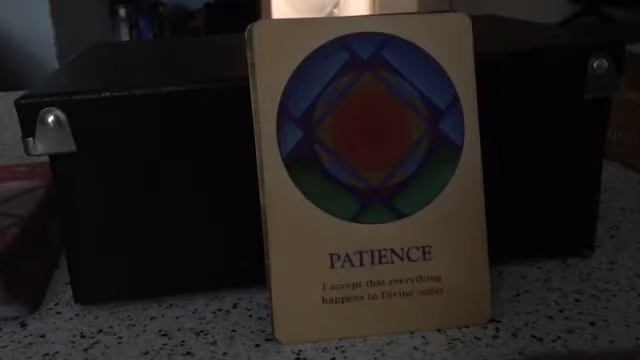 PATIENCE
I accept that everything
happens in Divine order.